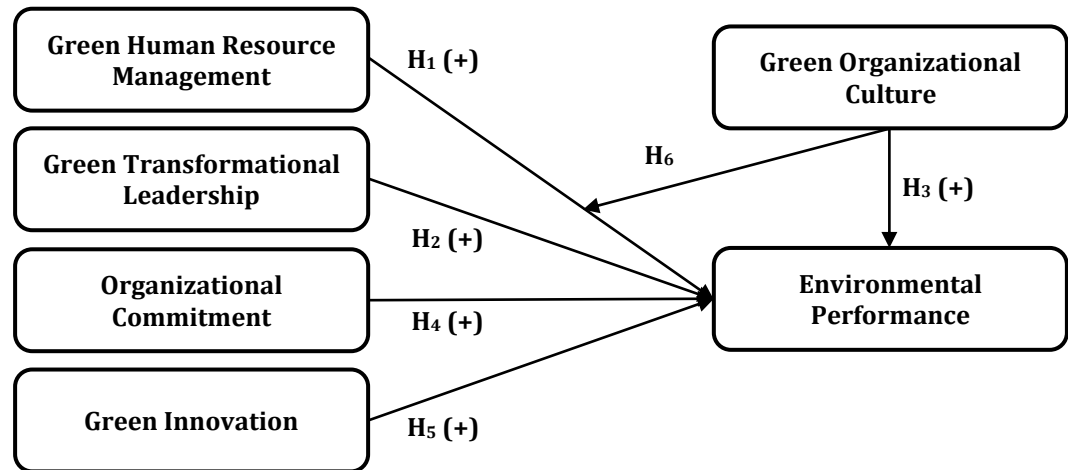 Green Human Resource
Management
H₁ (+)
Green Organizational
Culture
Green Transformational
Leadership
H₆
H₃ (+)
H₂ (+)
Organizational
Commitment
H₄ (+)
Environmental
Performance
Green Innovation
H₅ (+)